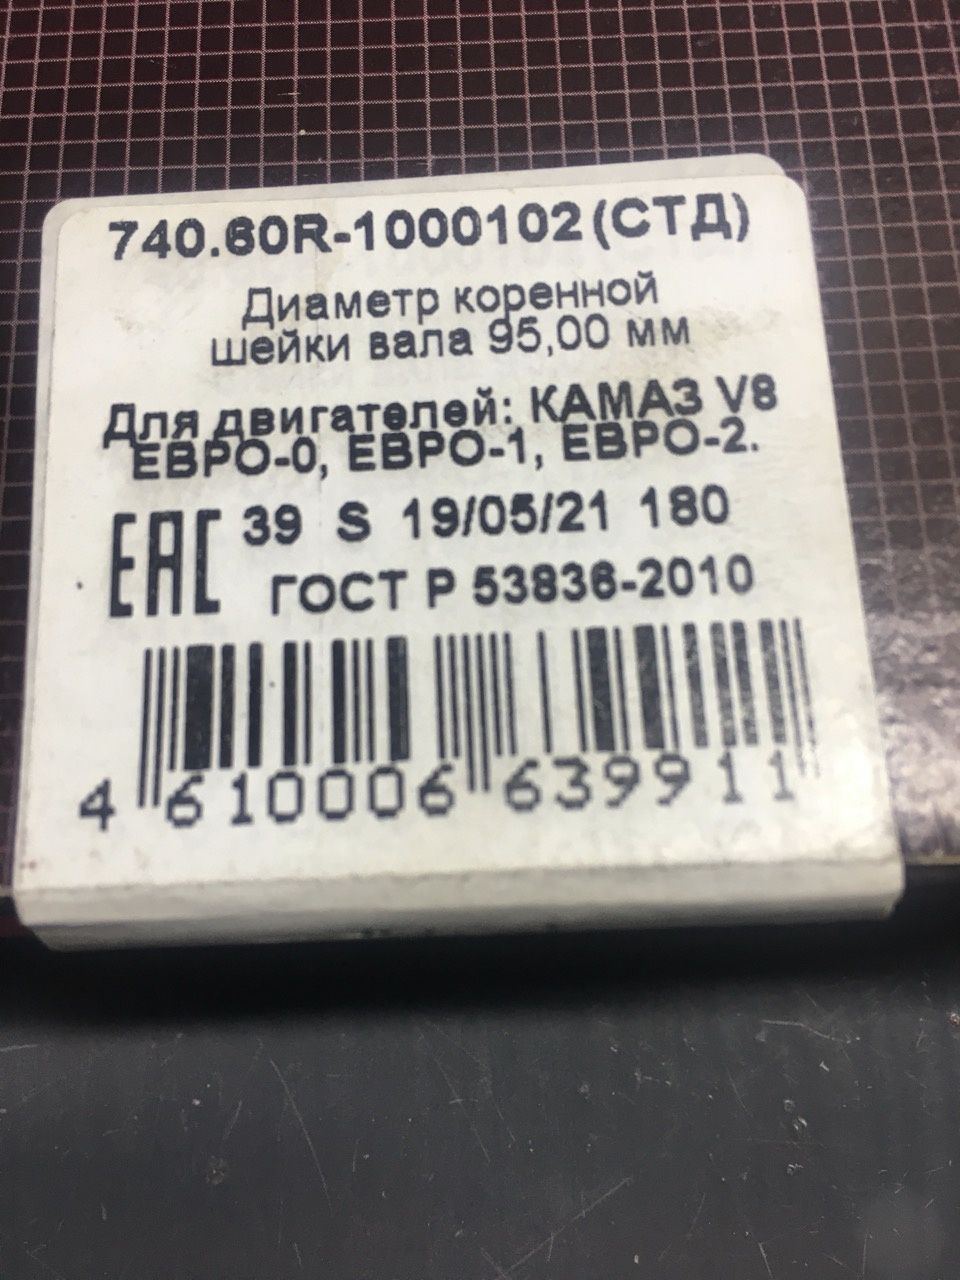 740.60R-1000102(СТД)
Диаметр коренной
шейки вала 95,00 мм
Для двигателей: КАМАЗ V8
ЕВРО-0, ЕВРО-1, ЕВРО-2.
EAC 39 S 19/05/21 180
ГОСТ Р 53836-2010
4 610006 639911